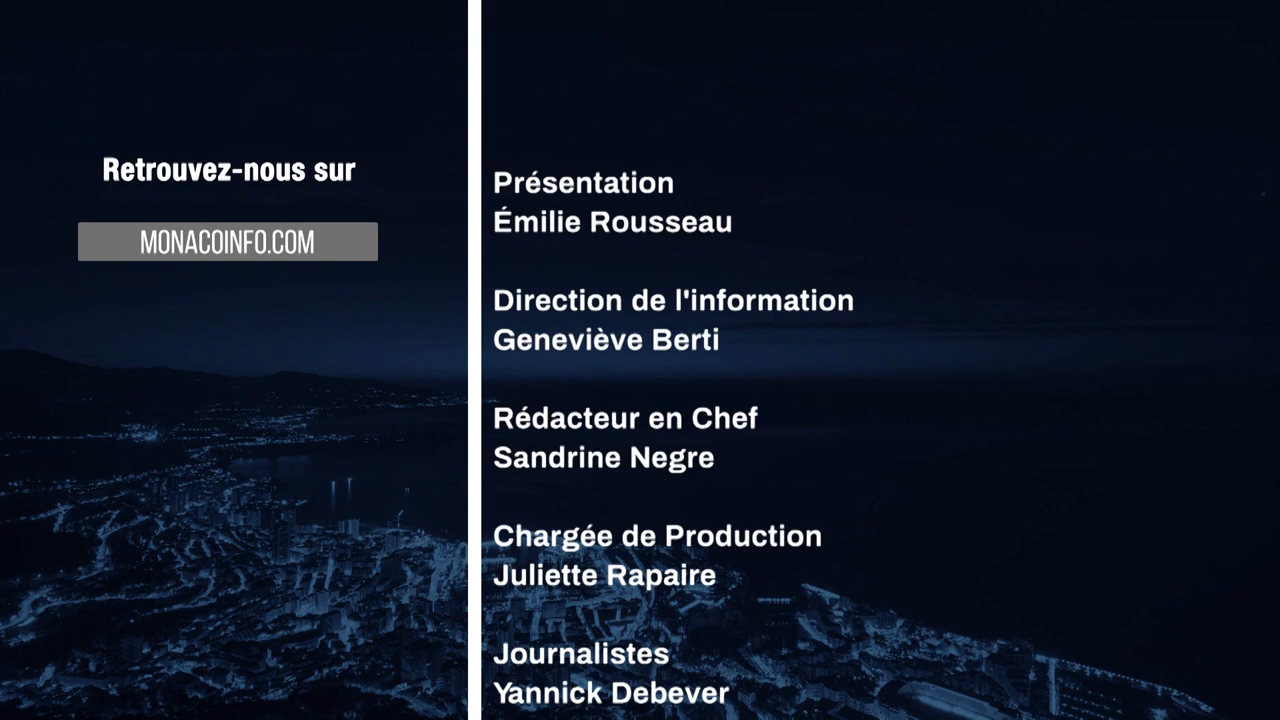 Retrouvez-nous sur
MONACOINFO.COM
Présentation
Émilie Rousseau
Direction de l'information
Geneviève Berti
Rédacteur en Chef
Sandrine Negre
Chargée de Production
Juliette Rapaire
Journalistes
Yannick Debever